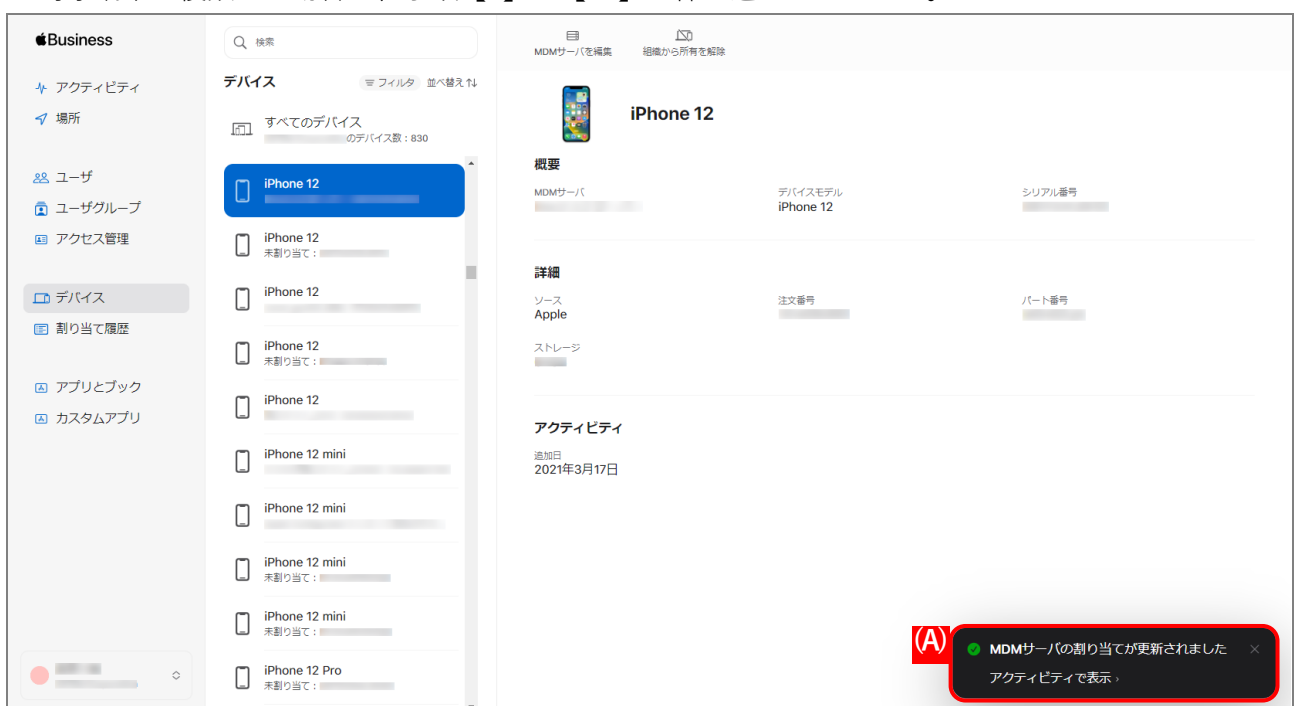 Business
アクティビティ
場所
ユーザ
ユーザグループ
アクセス管理
デバイス
割り当て履歴
アプリとブック
カスタムアプリ
検索
デバイス
フィルタ 並べ替え↑↓
すべてのデバイス
のデバイス数：830
iPhone 12
iPhone 12
未割り当て：
iPhone 12
iPhone 12
未割り当て：
iPhone 12
iPhone 12 mini
iPhone 12 mini
iPhone 12 mini
未割り当て：
iPhone 12 mini
未割り当て：
iPhone 12 Pro
未割り当て：
MDMサーバを編集 組織から所有を解除
iPhone 12
概要
MDMサーバ デバイスモデル シリアル番号
iPhone 12
詳細
ソース 注文番号 パート番号
Apple
ストレージ
アクティビティ
追加日
2021年3月17日
(A)
MDMサーバの割り当てが更新されました
アクティビティで表示 ›